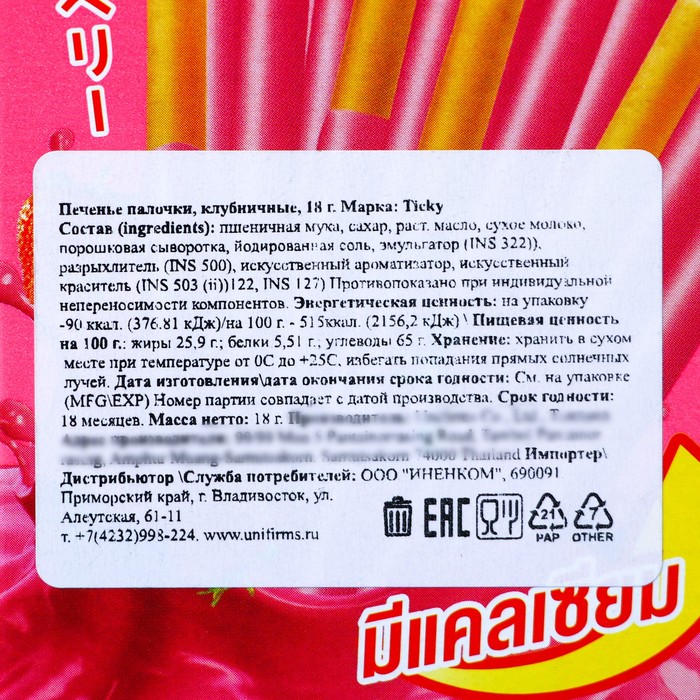 ベリー
Печенье палочки, клубничные, 18 г. Марка: Ticky
Состав (ingredients): пшеничная мука, сахар, раст. масло, сухое молоко,
порошковая сыворотка, йодированная соль, эмульгатор (INS 322)),
разрыхлитель (INS 500), искусственный ароматизатор, искусственный
краситель (INS 503 (ii))122, INS 127) Противопоказано при индивидуальной
непереносимости компонентов. Энергетическая ценность: на упаковку
-90 ккал. (376.81 кДж)/на 100 г. - 515ккал. (2156,2 кДж) \ Пищевая ценность
на 100 г.: жиры 25,9 г.; белки 5,51 г.; углеводы 65 г. Хранение: хранить в сухом
месте при температуре от 0С до +25С, избегать попадания прямых солнечных
лучей. Дата изготовления\дата окончания срока годности: См. на упаковке
(MFG\EXP) Номер партии совпадает с датой производства. Срок годности:
18 месяцев. Масса нетто: 18 г.
Thailand Импортер\
Дистрибьютор \Служба потребителей: ООО "ИНЕНКОМ", 690091
Приморский край, г. Владивосток, ул.
Алеутская, 61-11
т. +7(4232)998-224. www.unifirms.ru
EAC
21 7
PAP OTHER
มีแคลเซียม